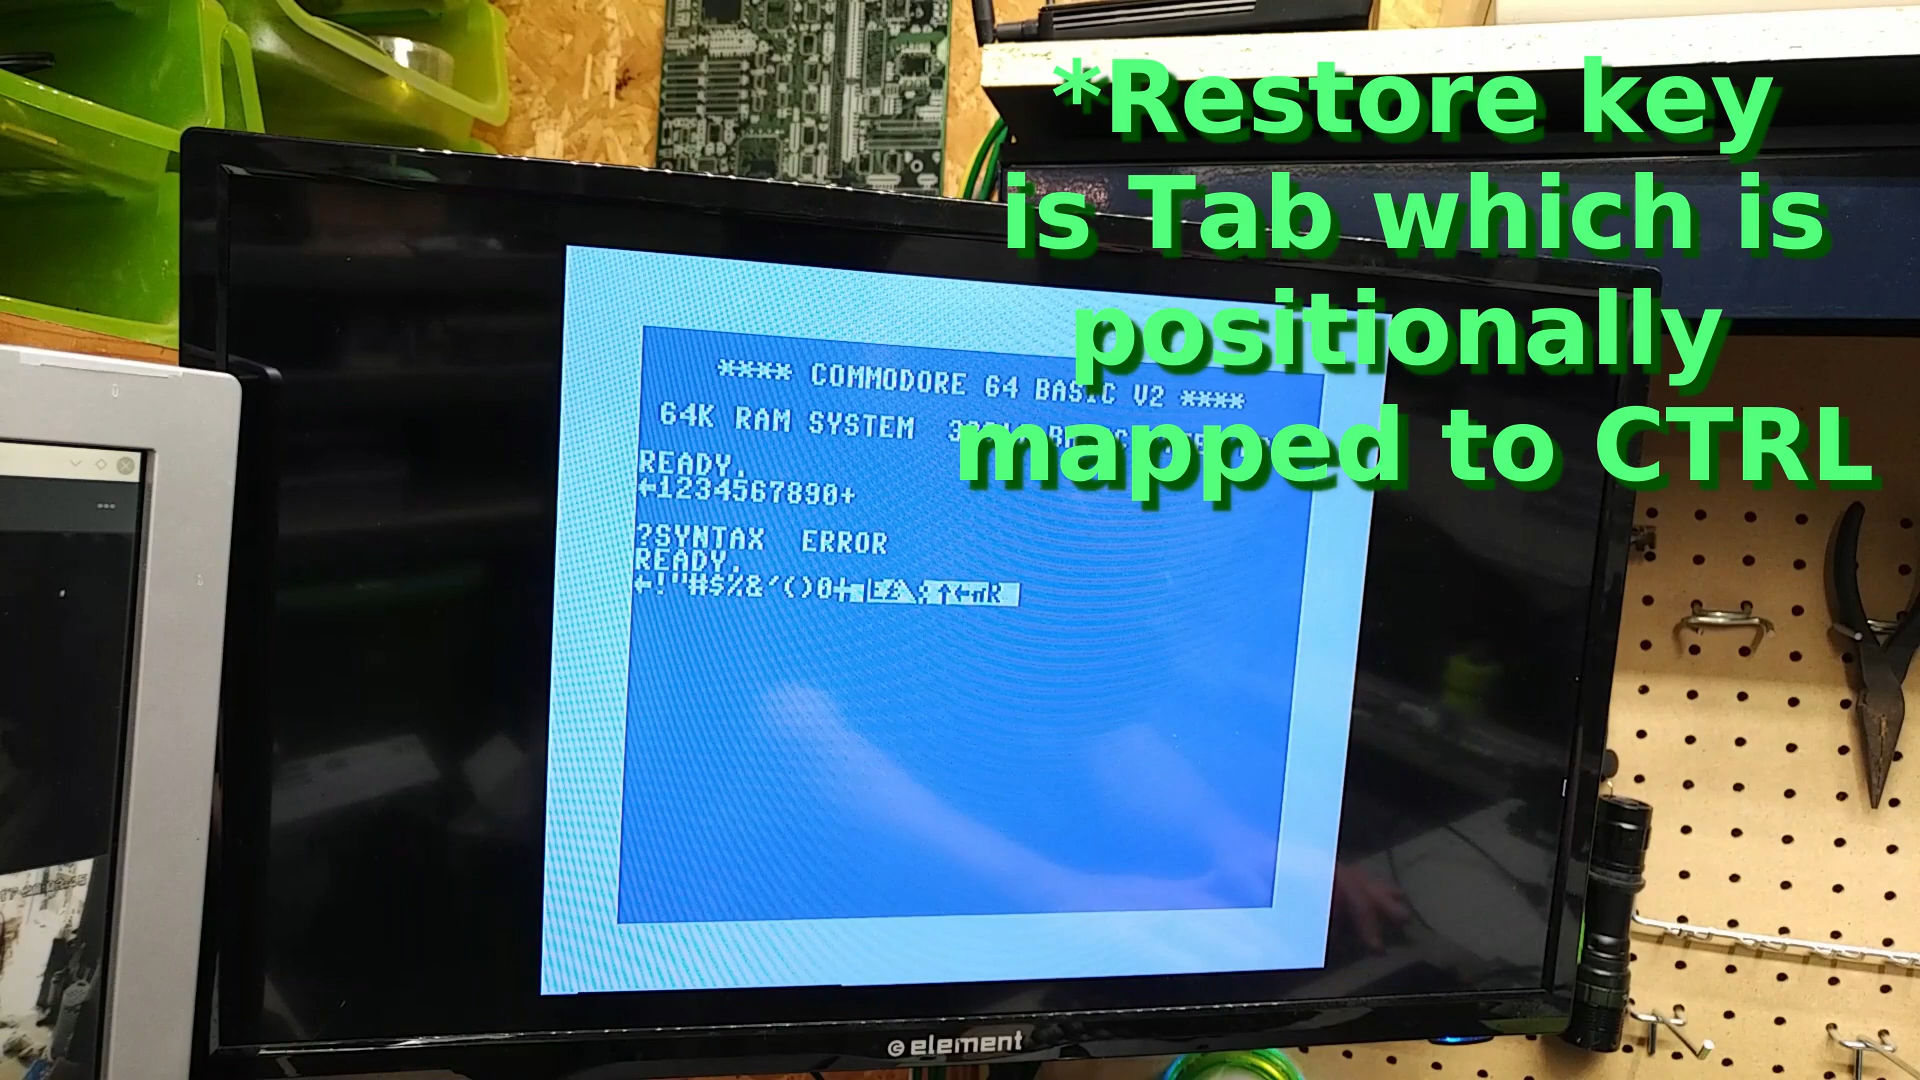 *Restore key
is Tab which is
positionally
mapped to CTRL
**** COMMODORE 64 BASIC V2 ****
64K RAM SYSTEM
READY.
←1234567890+
?SYNTAX ERROR
READY.
←!"#$%&'()0+
element